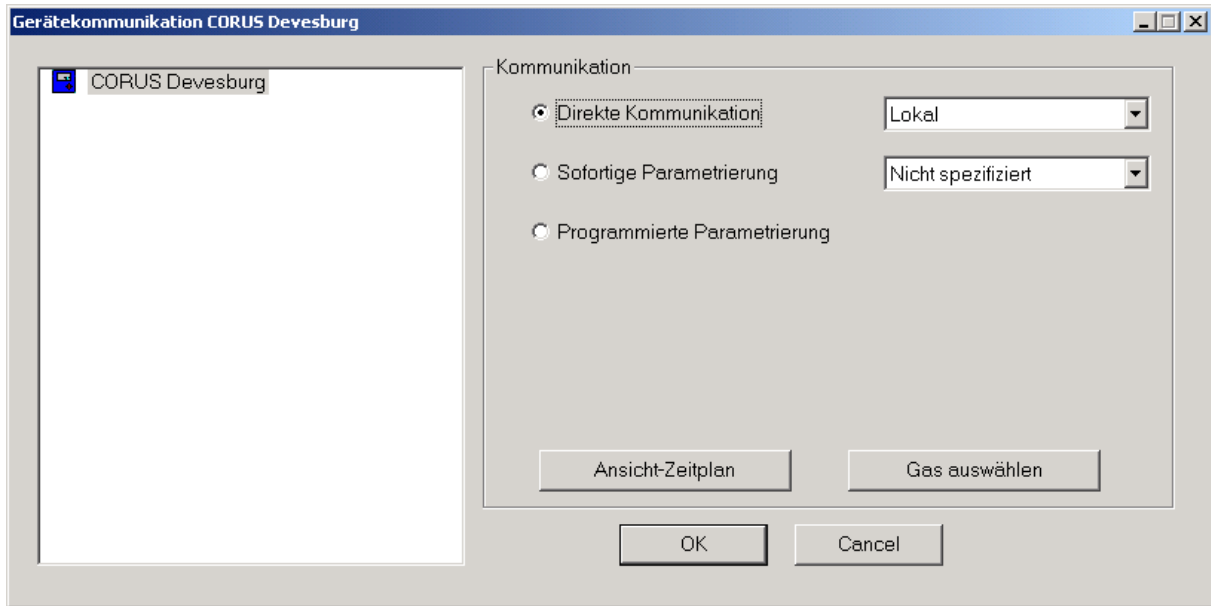 Gerätekommunikation CORUS Devesburg
CORUS Devesburg
Kommunikation
Direkte Kommunikation Lokal
Sofortige Parametrierung Nicht spezifiziert
Programmierte Parametrierung
Ansicht-Zeitplan Gas auswählen
OK Cancel